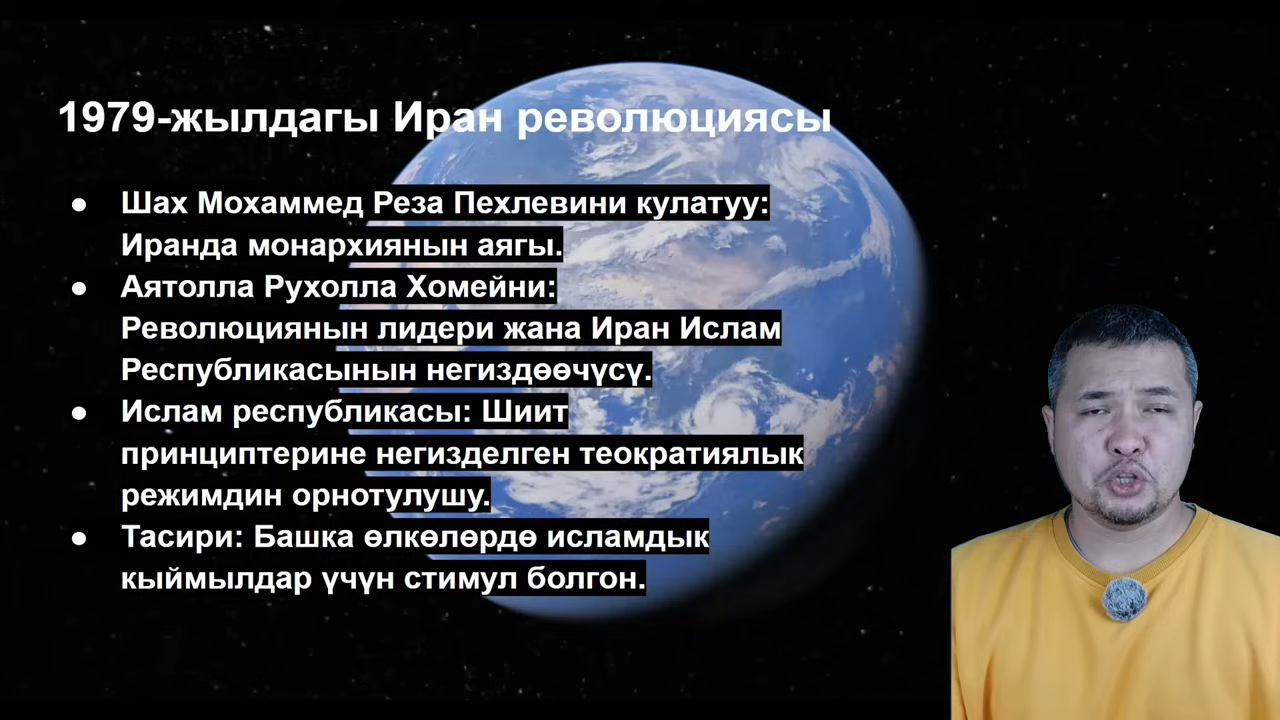 1979-жылдагы Иран революциясы
● Шах Мохаммед Реза Пехлевини кулатуу:
Иранда монархиянын аягы.
● Аятолла Рухолла Хомейни:
Революциянын лидери жана Иран Ислам
Республикасынын негиздөөчүсү.
● Ислам республикасы: Шиит
принциптерине негизделген теократиялык
режимдин орнотулушу.
● Тасири: Башка өлкөлөрдө исламдык
кыймылдар үчүн стимул болгон.